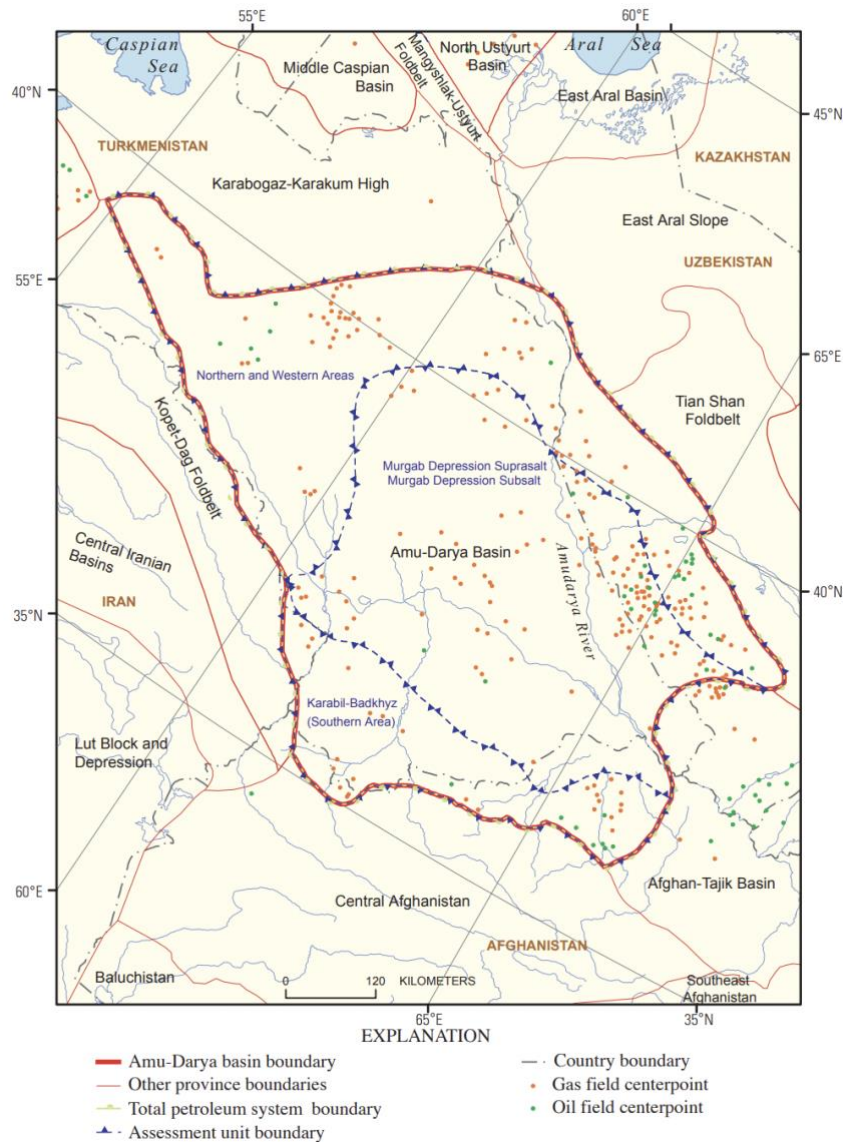 55°E
60°E
Caspian
Sea
Aral Sea
North Ustyurt
Basin
Middle Caspian
Basin
Mangyshlak-Ustyurt
Foldbelt
East Aral Basin
40°N
45°N
TURKMENISTAN
KAZAKHSTAN
Karabogaz-Karakum High
East Aral Slope
UZBEKISTAN
55°E
65°E
Northern and Western Areas
Tian Shan
Foldbelt
Kopet-Dag Foldbelt
Murgab Depression Suprasalt
Murgab Depression Subsalt
Central Iranian
Basins
Amu-Darya Basin
Amudarya River
IRAN
40°N
35°N
Karabil-Badkhyz
(Southern Area)
Lut Block and
Depression
60°E
Afghan-Tajik Basin
Central Afghanistan
AFGHANISTAN
Baluchistan
0 120 KILOMETERS
Southeast
Afghanistan
65°E
35°N
EXPLANATION
Amu-Darya basin boundary
Other province boundaries
Total petroleum system boundary
Assessment unit boundary
Country boundary
Gas field centerpoint
Oil field centerpoint